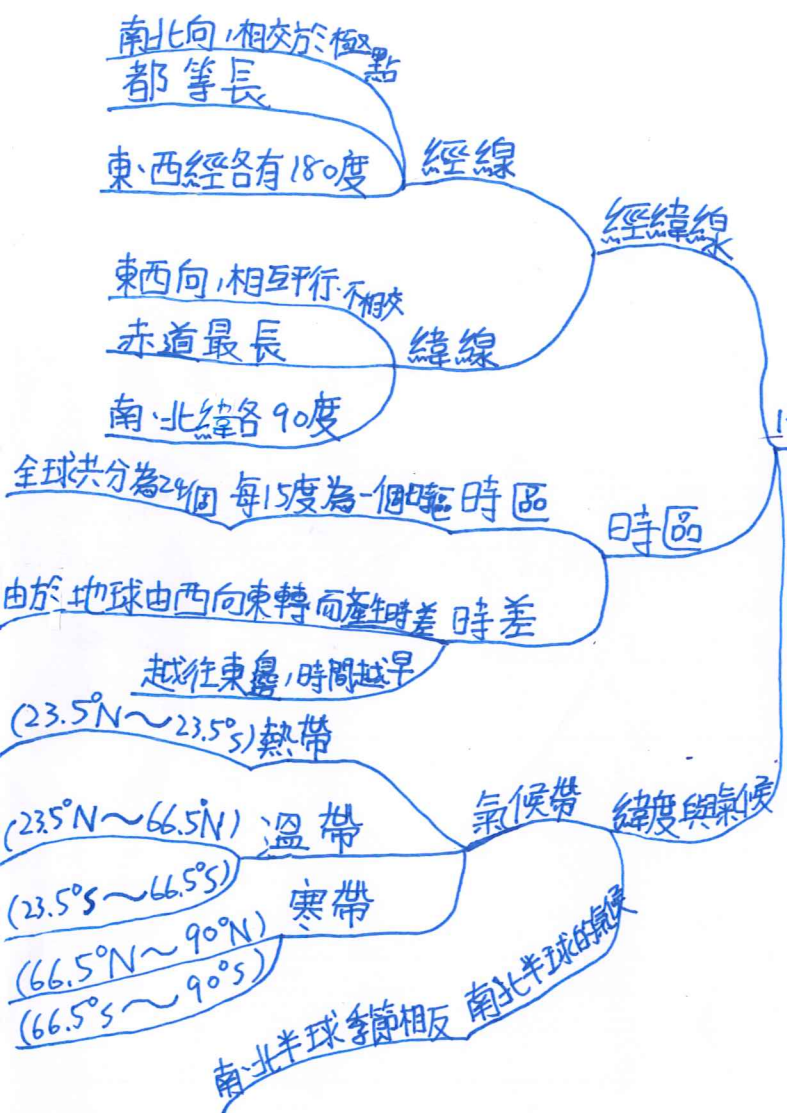 南北向,相交於極點
都等長
東、西經各有180度
經線
經緯線
東西向,相互平行.不相交
赤道最長
緯線
南、北緯各90度
全球共分為24個 每15度為一個時區 時區
時區
由於地球由西向東轉而產生時差 時差
越往東邊,時間越早
(23.5°N～23.5°S)熱帶
(23.5°N～66.5°N) 溫帶
氣候帶
緯度與氣候
(23.5°S～66.5°S)
寒帶
(66.5°N～90°N)
(66.5°S～90°S)
南北半球的氣候
南、北半球季節相反